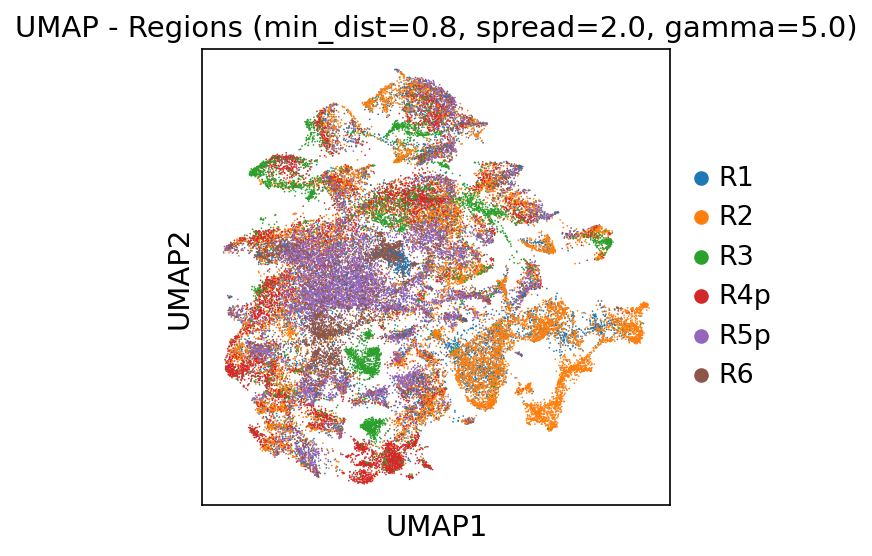 UMAP - Regions (min_dist=0.8, spread=2.0, gamma=5.0)
UMAP2
R1
R2
R3
R4p
R5p
R6
UMAP1